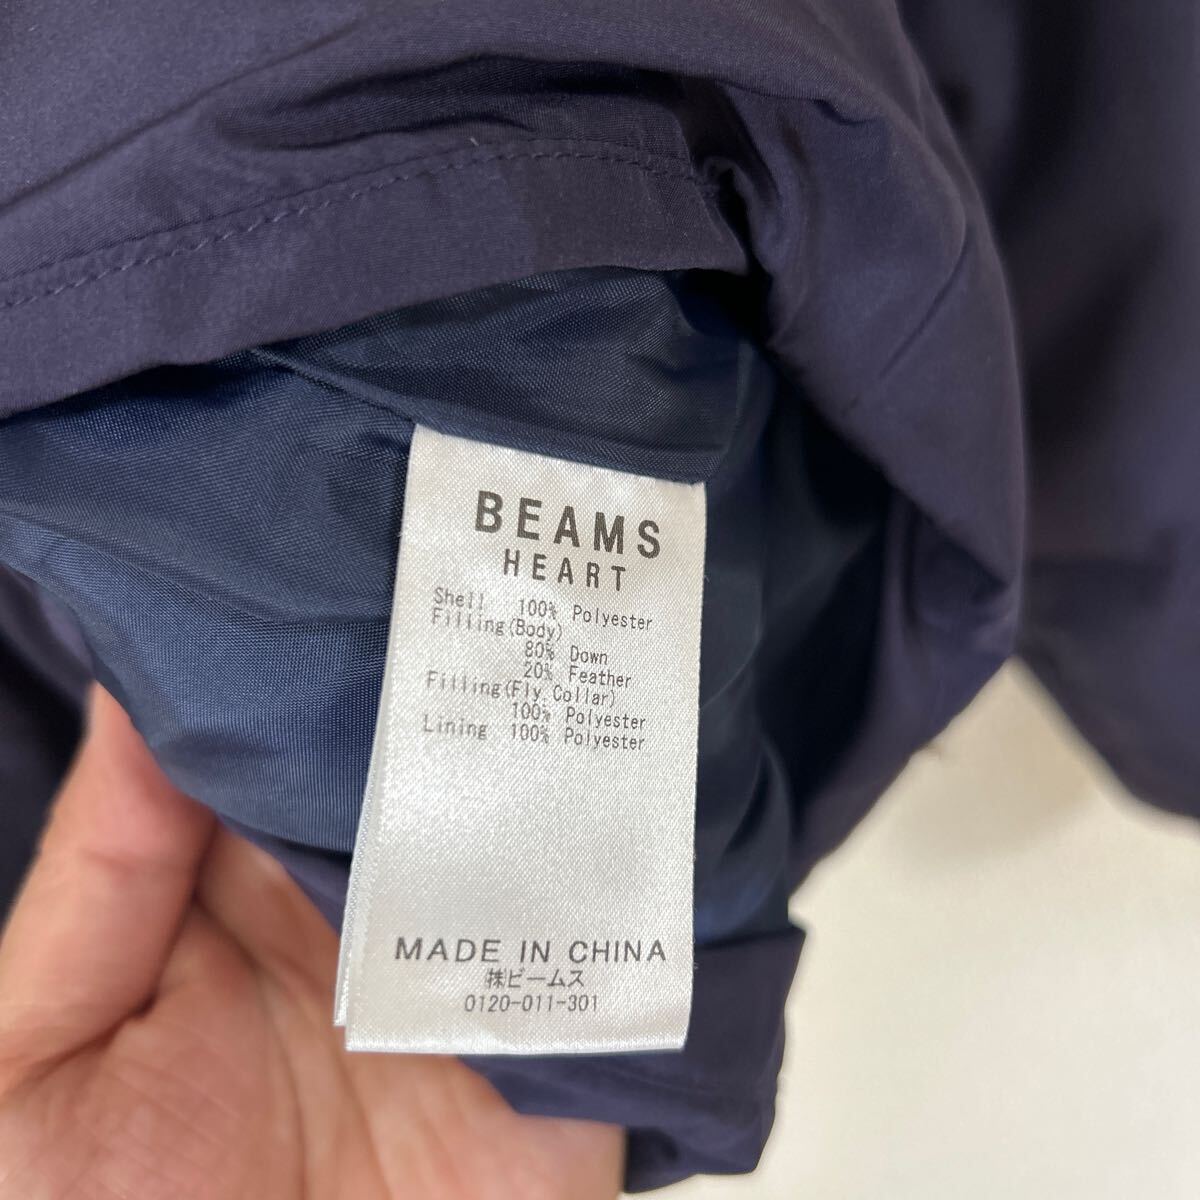 BEAMS
HEART
Shell 100% Polyester
Filling(Body)
80% Down
20% Feather
Filling(Fly Collar)
100% Polyester
Lining 100% Polyester
MADE IN CHINA
㈱ビームス
0120-011-301